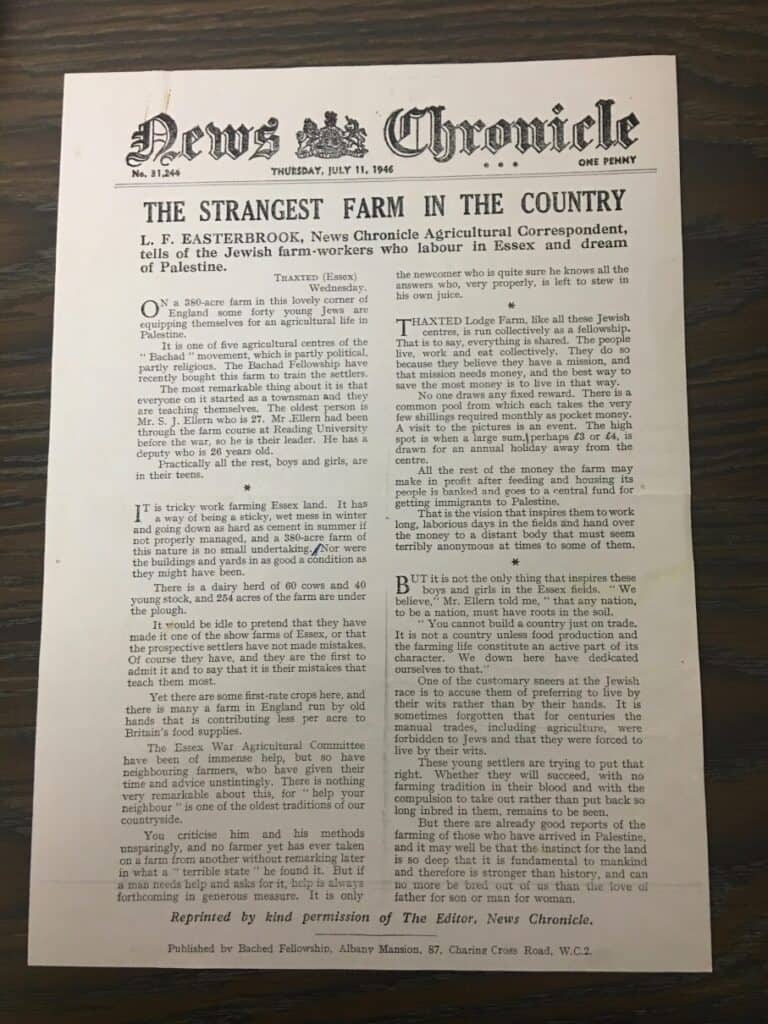 News Chronicle
No. 31,244
THURSDAY, JULY 11, 1946
* * *
ONE PENNY
THE STRANGEST FARM IN THE COUNTRY
L. F. EASTERBROOK, News Chronicle Agricultural Correspondent,
tells of the Jewish farm-workers who labour in Essex and dream
of Palestine.
THAXTED (Essex)
Wednesday.
ON a 380-acre farm in this lovely corner of
England some forty young Jews are
equipping themselves for an agricultural life in
Palestine.
It is one of five agricultural centres of the
" Bachad " movement, which is partly political,
partly religious. The Bachad Fellowship have
recently bought this farm to train the settlers.
The most remarkable thing about it is that
everyone on it started as a townsman and they
are teaching themselves. The oldest person is
Mr. S. J. Ellern who is 27. Mr .Ellern had been
through the farm course at Reading University
before the war, so he is their leader. He has a
deputy who is 26 years old.
Practically all the rest, boys and girls, are
in their teens.
*
IT is tricky work farming Essex land. It has
a way of being a sticky, wet mess in winter
and going down as hard as cement in summer if
not properly managed, and a 380-acre farm of
this nature is no small undertaking. Nor were
the buildings and yards in as good a condition as
they might have been.
There is a dairy herd of 60 cows and 40
young stock, and 254 acres of the farm are under
the plough.
It would be idle to pretend that they have
made it one of the show farms of Essex, or that
the prospective settlers have not made mistakes.
Of course they have, and they are the first to
admit it and to say that it is their mistakes that
teach them most.
Yet there are some first-rate crops here, and
there is many a farm in England run by old
hands that is contributing less per acre to
Britain's food supplies.
The Essex War Agricultural Committee
have been of immense help, but so have
neighbouring farmers, who have given their
time and advice unstintingly. There is nothing
very remarkable about this, for " help your
neighbour " is one of the oldest traditions of our
countryside.
You criticise him and his methods
unsparingly, and no farmer yet has ever taken
on a farm from another without remarking later
in what a " terrible state " he found it. But if
a man needs help and asks for it, help is always
forthcoming in generous measure. It is only
the newcomer who is quite sure he knows all the
answers who, very properly, is left to stew in
his own juice.
*
THAXTED Lodge Farm, like all these Jewish
centres, is run collectively as a fellowship.
That is to say, everything is shared. The people
live, work and eat collectively. They do so
because they believe they have a mission, and
that mission needs money, and the best way to
save the most money is to live in that way.
No one draws any fixed reward. There is a
common pool from which each takes the very
few shillings required monthly as pocket money.
A visit to the pictures is an event. The high
spot is when a large sum, perhaps £3 or £4, is
drawn for an annual holiday away from the
centre.
All the rest of the money the farm may
make in profit after feeding and housing its
people is banked and goes to a central fund for
getting immigrants to Palestine.
That is the vision that inspires them to work
long, laborious days in the fields and hand over
the money to a distant body that must seem
terribly anonymous at times to some of them.
*
BUT it is not the only thing that inspires these
boys and girls in the Essex fields. " We
believe," Mr. Ellern told me, " that any nation,
to be a nation, must have roots in the soil.
" You cannot build a country just on trade.
It is not a country unless food production and
the farming life constitute an active part of its
character. We down here have dedicated
ourselves to that."
One of the customary sneers at the Jewish
race is to accuse them of preferring to live by
their wits rather than by their hands. It is
sometimes forgotten that for centuries the
manual trades, including agriculture, were
forbidden to Jews and that they were forced to
live by their wits.
These young settlers are trying to put that
right. Whether they will succeed, with no
farming tradition in their blood and with the
compulsion to take out rather than put back so
long inbred in them, remains to be seen.
But there are already good reports of the
farming of those who have arrived in Palestine,
and it may well be that the instinct for the land
is so deep that it is fundamental to mankind
and therefore is stronger than history, and can
no more be bred out of us than the love of
father for son or man for woman.
Reprinted by kind permission of The Editor, News Chronicle.
Published by Bached Fellowship, Albany Mansion, 87, Charing Cross Road, W.C.2.